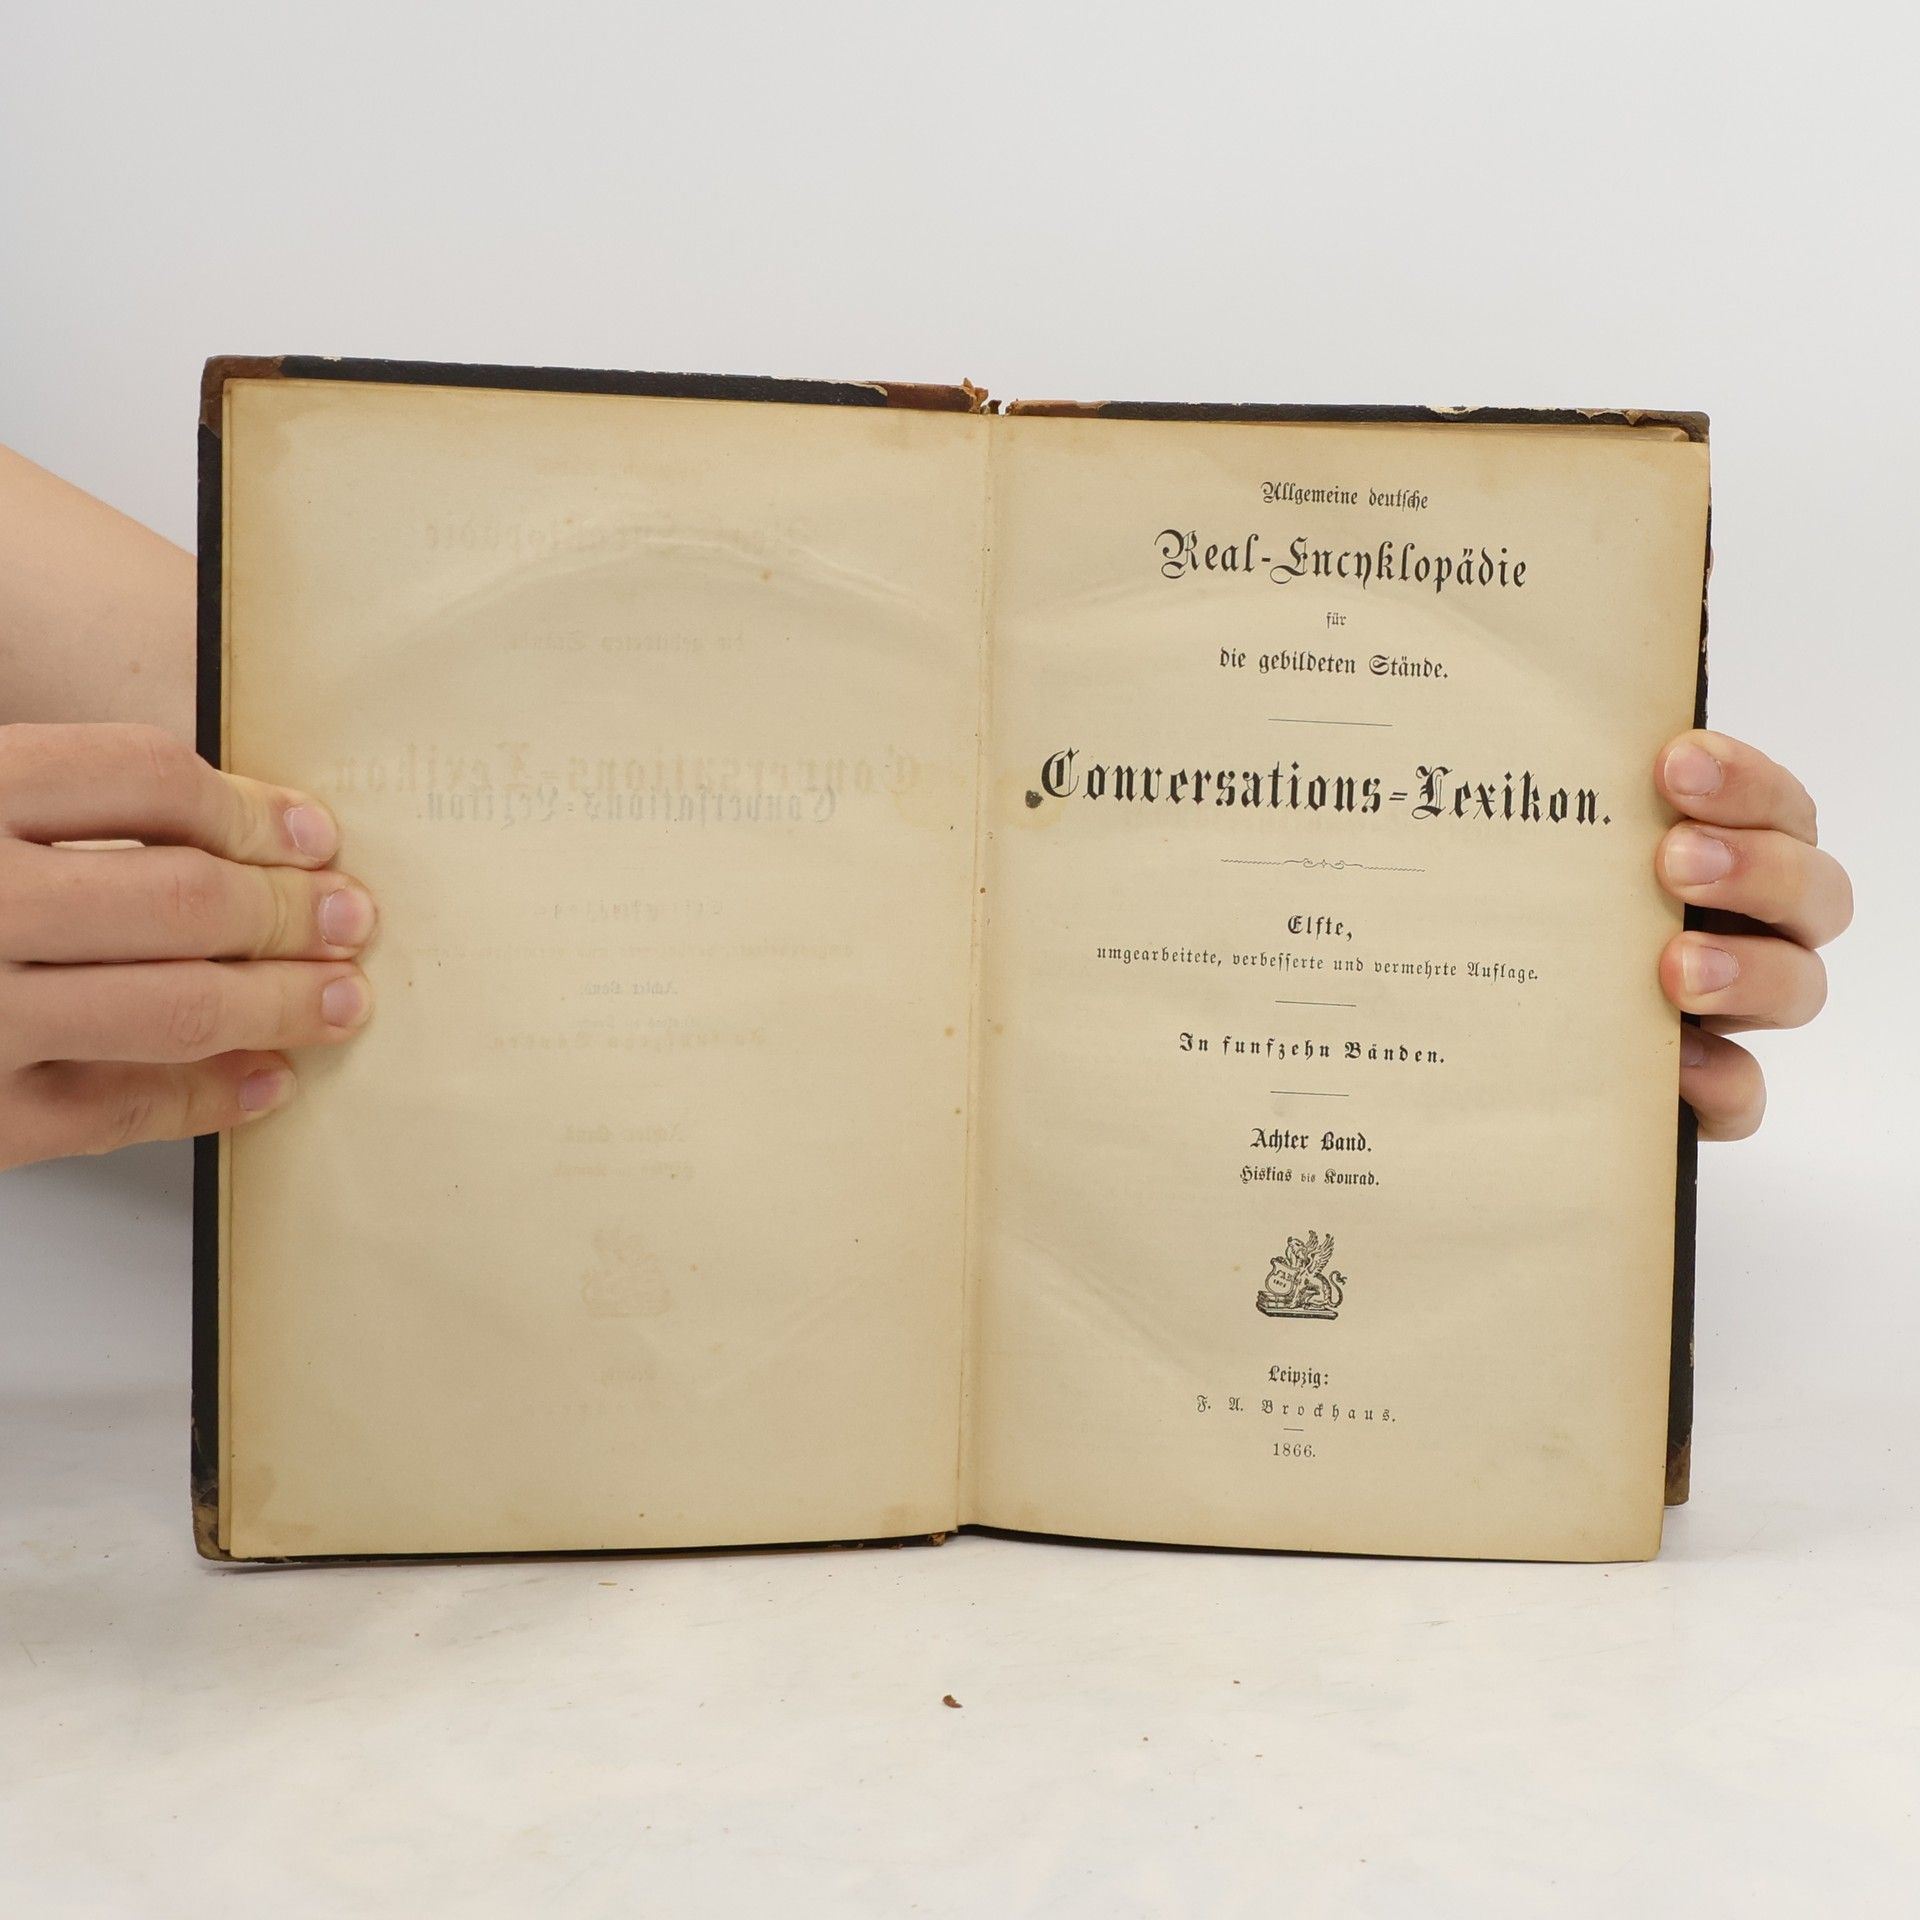 Allgemeine deutsche
Real-Encyklopädie
für
die gebildeten Stände.
Conversations-Lexikon.
Elfte,
umgearbeitete, verbesserte und vermehrte Auflage.
In funfzehn Bänden.
Achter Band.
Hiskias bis Konrad.
Leipzig:
F. A. Brockhaus.
1866.